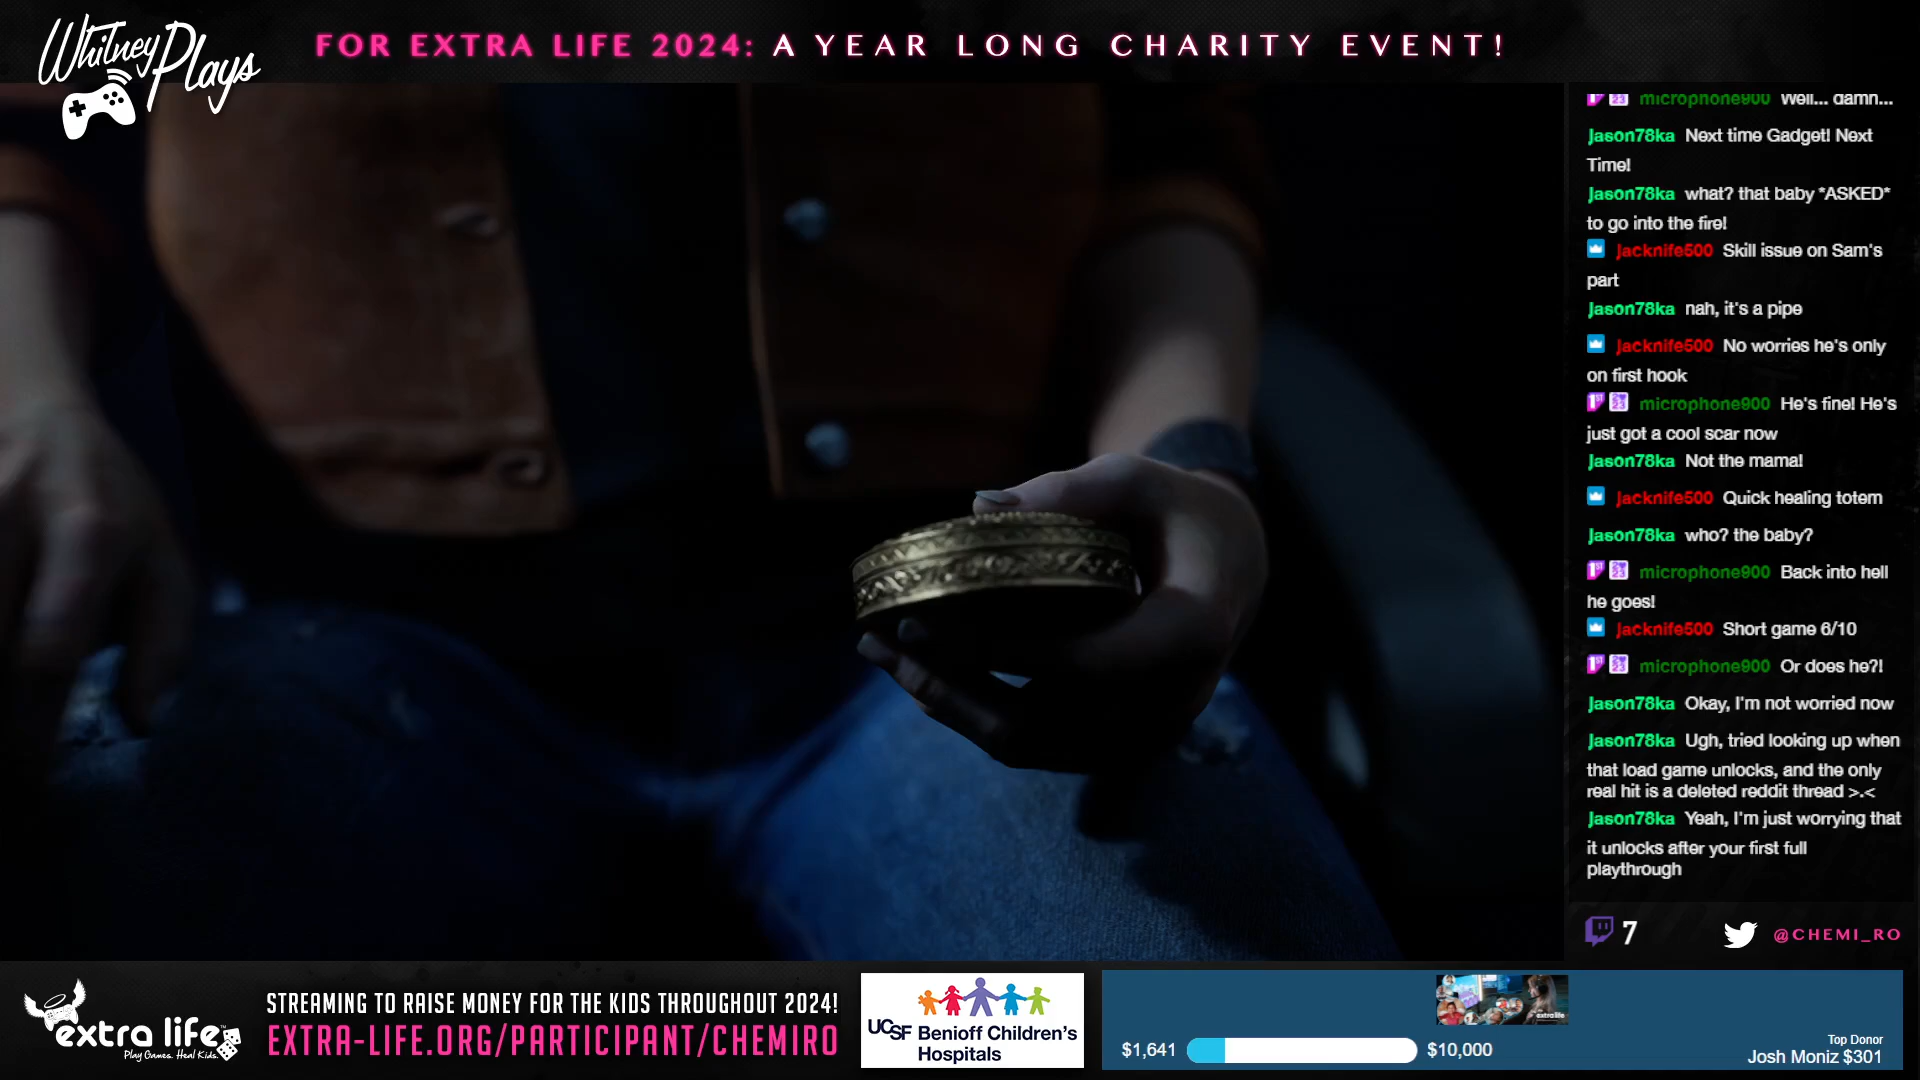 Whitney Plays
FOR EXTRA LIFE 2024: A YEAR LONG CHARITY EVENT!
microphone900 Well... damn...
Jason78ka Next time Gadget! Next
Time!
Jason78ka what? that baby *ASKED*
to go into the fire!
Jacknife500 Skill issue on Sam's
part
Jason78ka nah, it's a pipe
Jacknife500 No worries he's only
on first hook
microphone900 He's fine! He's
just got a cool scar now
Jason78ka Not the mama!
Jacknife500 Quick healing totem
Jason78ka who? the baby?
microphone900 Back into hell
he goes!
Jacknife500 Short game 6/10
microphone900 Or does he?!
Jason78ka Okay, I'm not worried now
Jason78ka Ugh, tried looking up when
that load game unlocks, and the only
real hit is a deleted reddit thread >.<
Jason78ka Yeah, I'm just worrying that
it unlocks after your first full
playthrough
7
@CHEMI_RO
extra life
Play Games. Heal Kids.
STREAMING TO RAISE MONEY FOR THE KIDS THROUGHOUT 2024!
EXTRA-LIFE.ORG/PARTICIPANT/CHEMIRO
UCSF Benioff Children's
Hospitals
$1,641
$10,000
Top Donor
Josh Moniz $301